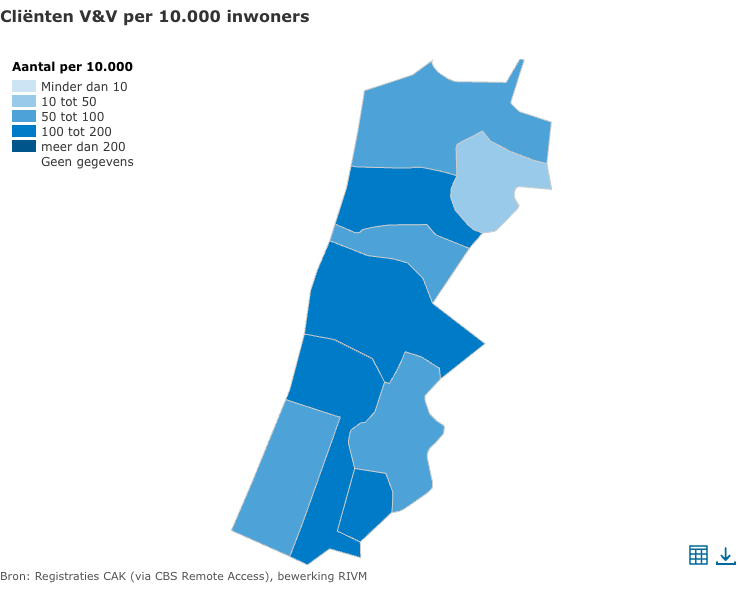 Cliënten V&V per 10.000 inwoners
Aantal per 10.000
Minder dan 10
10 tot 50
50 tot 100
100 tot 200
meer dan 200
Geen gegevens
Bron: Registraties CAK (via CBS Remote Access), bewerking RIVM